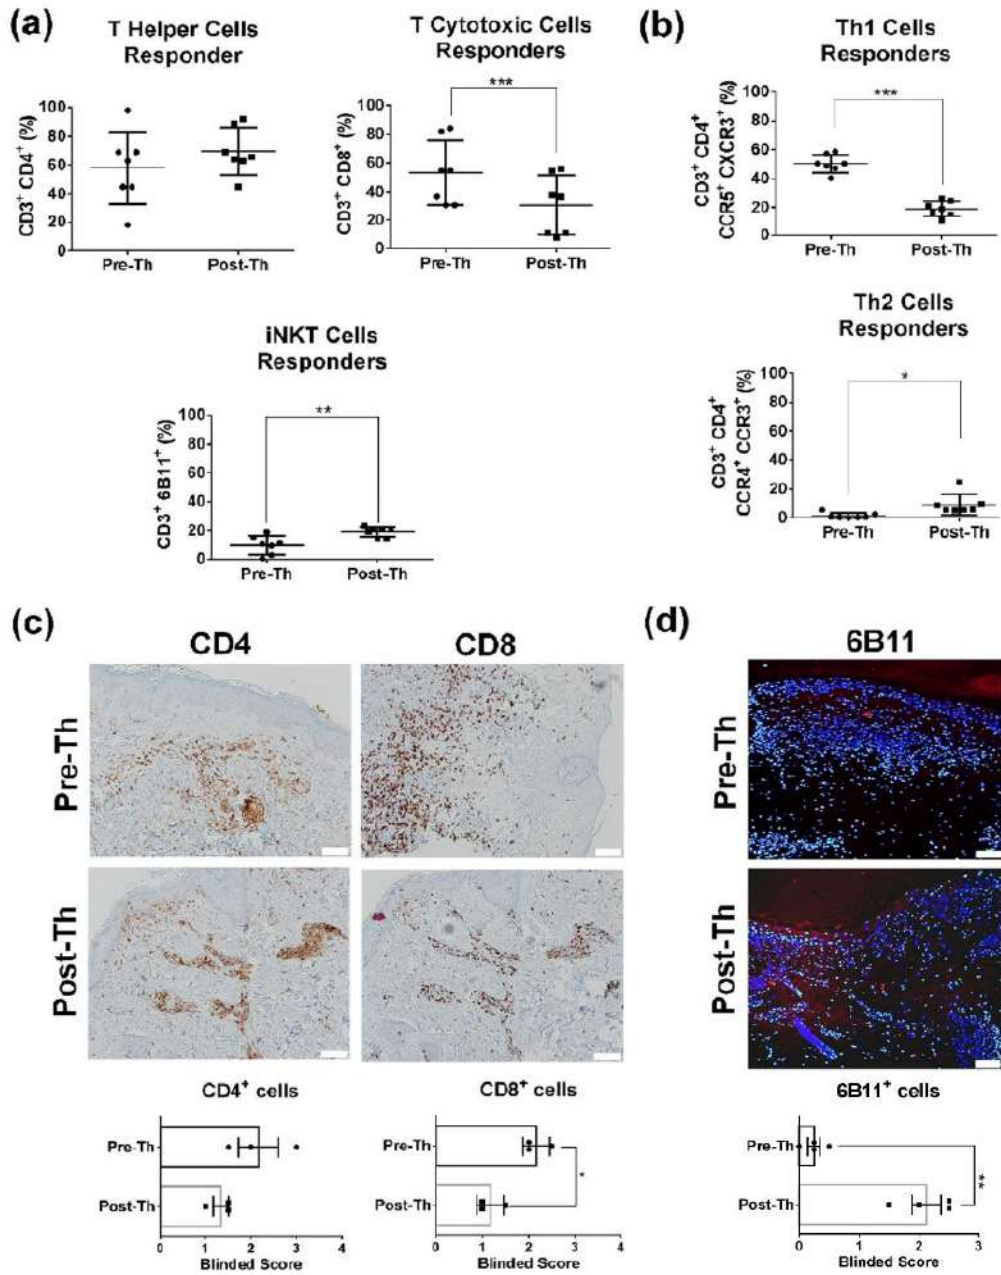 (a)
T Helper Cells
Responder
CD3⁺ CD4⁺ (%)
100
80
60
40
20
0
Pre-Th Post-Th
T Cytotoxic Cells
Responders
***
CD3⁺ CD8⁺ (%)
100
80
60
40
20
0
Pre-Th Post-Th
iNKT Cells
Responders
**
CD3⁺ 6B11⁺ (%)
100
80
60
40
20
0
Pre-Th Post-Th
(b)
Th1 Cells
Responders
***
CD3⁺ CD4⁺
CCR5⁺ CXCR3⁺ (%)
100
80
60
40
20
0
Pre-Th Post-Th
Th2 Cells
Responders
*
CD3⁺ CD4⁺
CCR4⁺ CCR3⁺ (%)
100
80
60
40
20
0
Pre-Th Post-Th
(c)
CD4 CD8
Pre-Th
Post-Th
CD4⁺ cells
Pre-Th
Post-Th
0 1 2 3 4
Blinded Score
CD8⁺ cells
Pre-Th
*
Post-Th
0 1 2 3 4
Blinded Score
(d)
6B11
Pre-Th
Post-Th
6B11⁺ cells
Pre-Th
**
Post-Th
0 1 2 3
Blinded Score